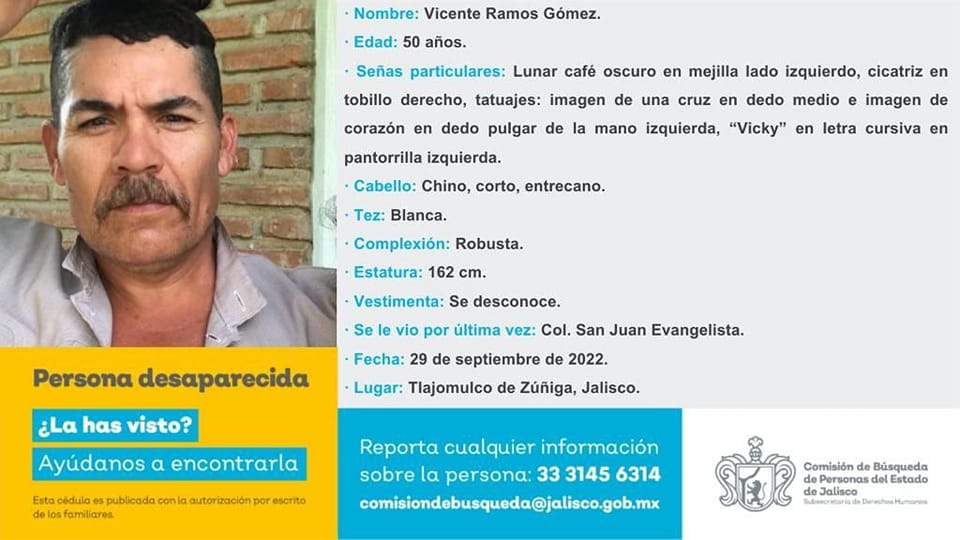 · Nombre: Vicente Ramos Gómez.
· Edad: 50 años.
· Señas particulares: Lunar café oscuro en mejilla lado izquierdo, cicatriz en
tobillo derecho, tatuajes: imagen de una cruz en dedo medio e imagen de
corazón en dedo pulgar de la mano izquierda, “Vicky” en letra cursiva en
pantorrilla izquierda.
· Cabello: Chino, corto, entrecano.
· Tez: Blanca.
· Complexión: Robusta.
· Estatura: 162 cm.
· Vestimenta: Se desconoce.
· Se le vio por última vez: Col. San Juan Evangelista.
· Fecha: 29 de septiembre de 2022.
· Lugar: Tlajomulco de Zúñiga, Jalisco.
Persona desaparecida
¿La has visto?
Ayúdanos a encontrarla
Esta cédula es publicada con la autorización por escrito
de los familiares.
Reporta cualquier información
sobre la persona: 33 3145 6314
comisiondebusqueda@jalisco.gob.mx
Comisión de Búsqueda
de Personas del Estado
de Jalisco
Subsecretaría de Derechos Humanos